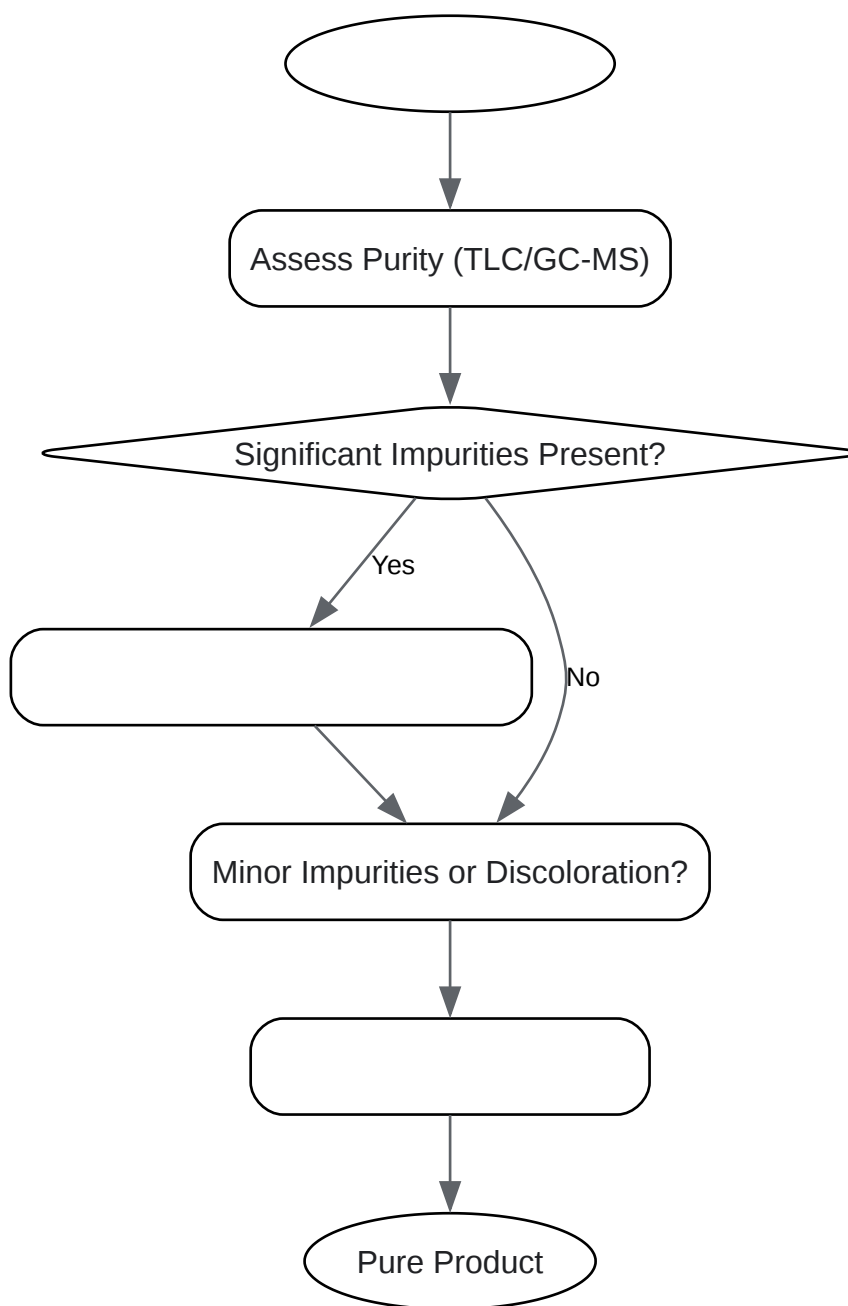 Assess Purity (TLC/GC-MS)
Significant Impurities Present?
Yes
No
Minor Impurities or Discoloration?
Pure Product